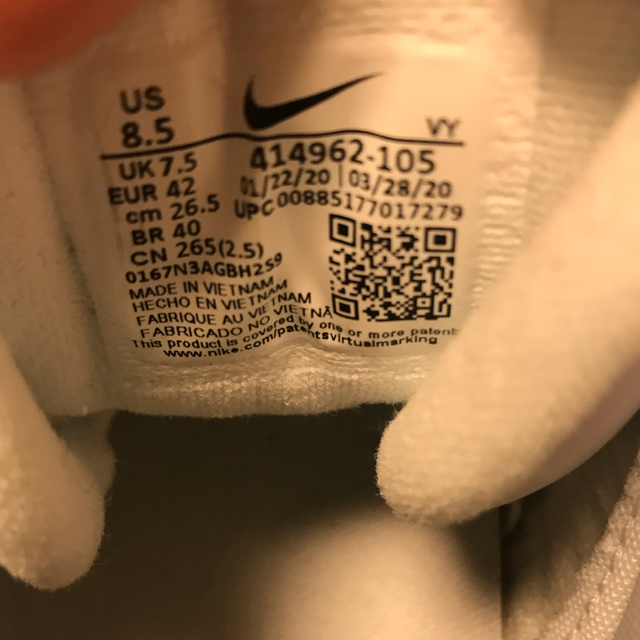 US
8.5
VY
UK 7.5
414962-105
EUR 42
01/22/20 | 03/28/20
cm 26.5
UPC 00885177017279
BR 40
CN 265(2.5)
0167N3AGBH2S9
MADE IN VIETNAM
HECHO EN VIETNAM
FABRIQUE AU VIETNA
FABRICADO NO VIETNAM
This product is covered by one or more patents
www.nike.com/patentsvirtualmarking